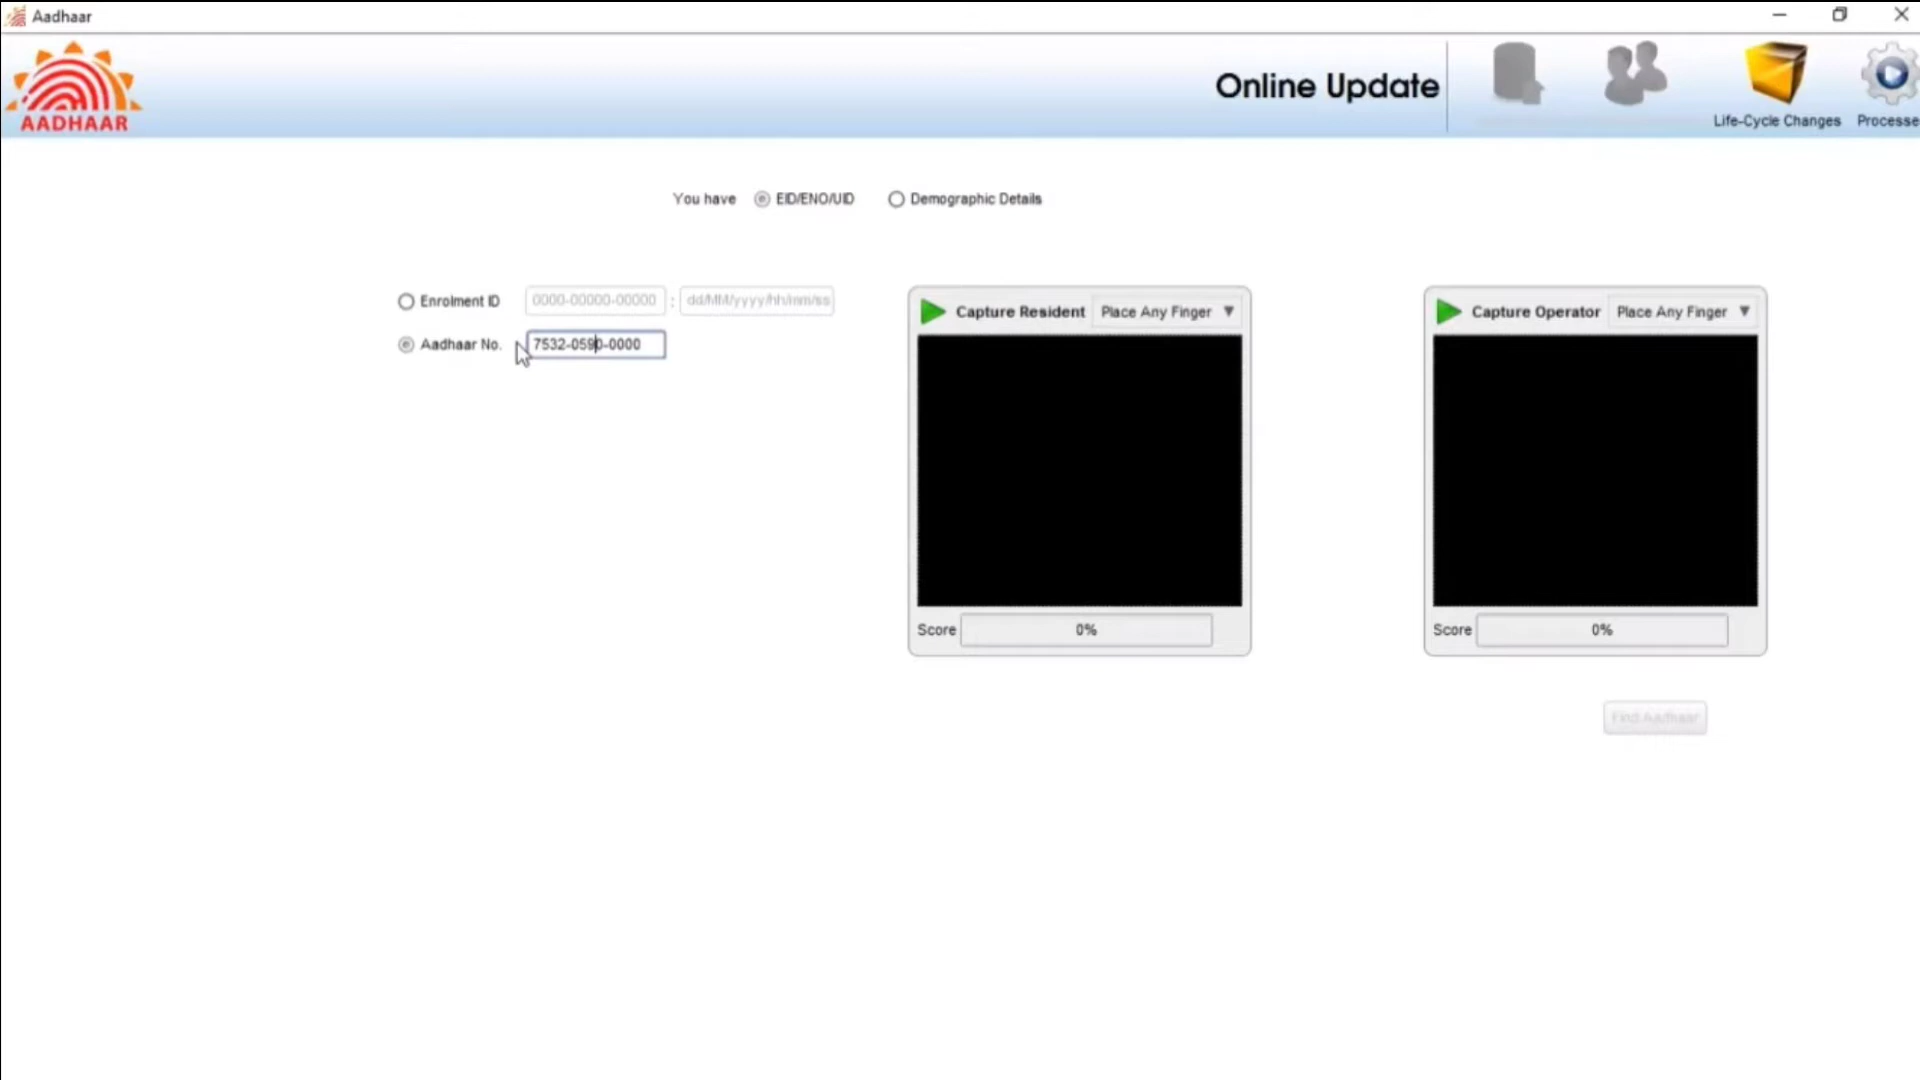 Aadhaar
AADHAAR
Online Update
Life-Cycle Changes
Processe
You have EID/ENO/UID Demographic Details
Enrolment ID 0000-00000-00000 : dd/MM/yyyy/hh/mm/ss
Aadhaar No. 7532-0590-0000
Capture Resident Place Any Finger
Score 0%
Capture Operator Place Any Finger
Score 0%
Find Aadhaar